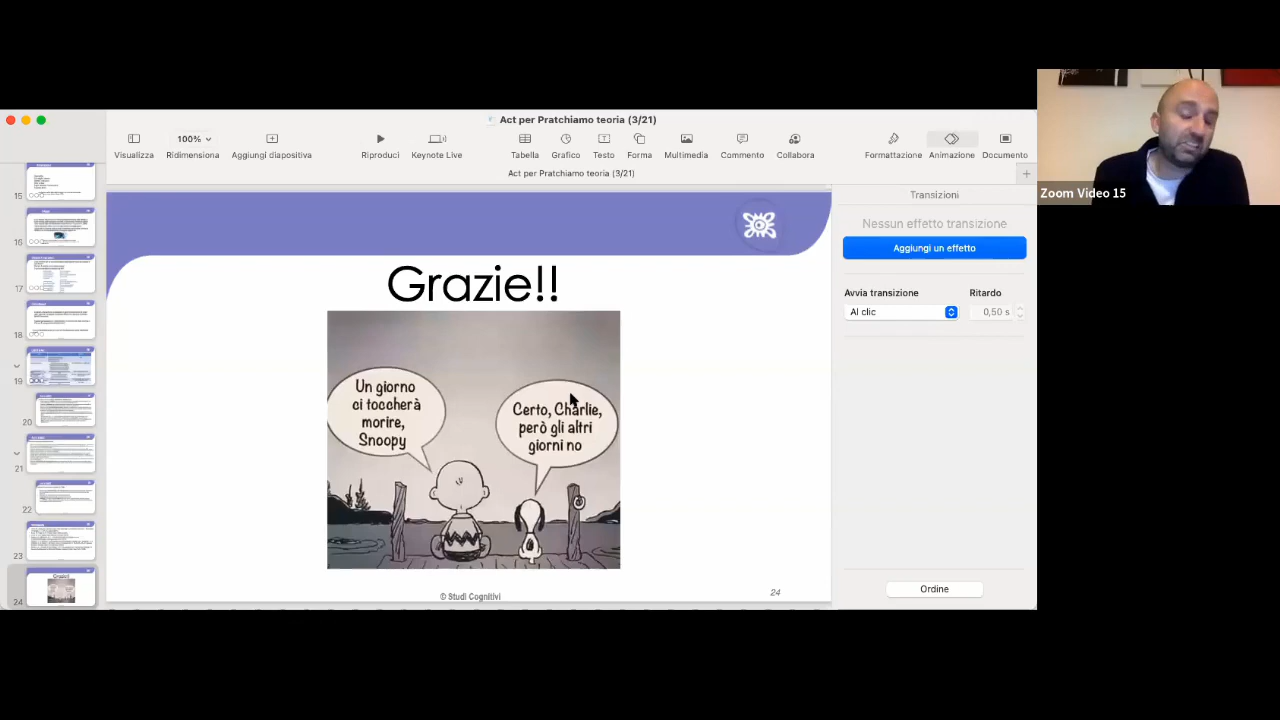 Act per Pratchiamo teoria (3/21)
Visualizza
100%
Ridimensiona
Aggiungi diapositiva
Riproduci
Keynote Live
Tabella
Grafico
Testo
Forma
Multimedia
Commento
Collabora
Formattazione
Animazione
Documento
Act per Pratchiamo teoria (3/21)
Transizioni
Nessun effetto transizione
Aggiungi un effetto
Avvia transizione
Ritardo
Al clic
0,50 s
Ordine
15
16
17
18
19
20
21
22
23
24
Grazie!!
Un giorno
ci toccherà
morire,
Snoopy
Certo, Charlie,
però gli altri
giorni no
© Studi Cognitivi
24
Zoom Video 15